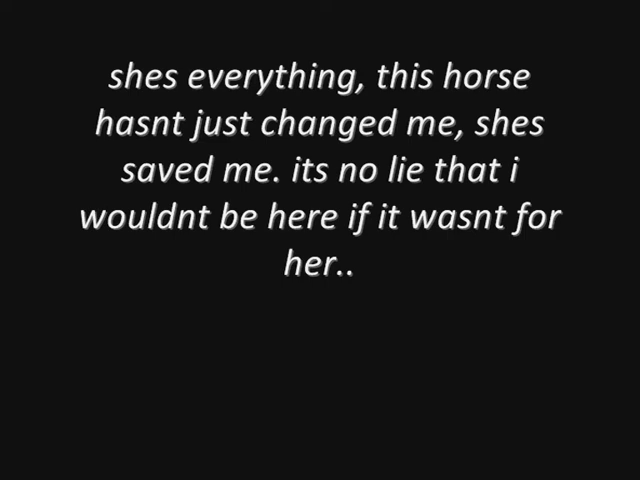 shes everything, this horse
hasnt just changed me, shes
saved me. its no lie that i
wouldnt be here if it wasnt for
her..